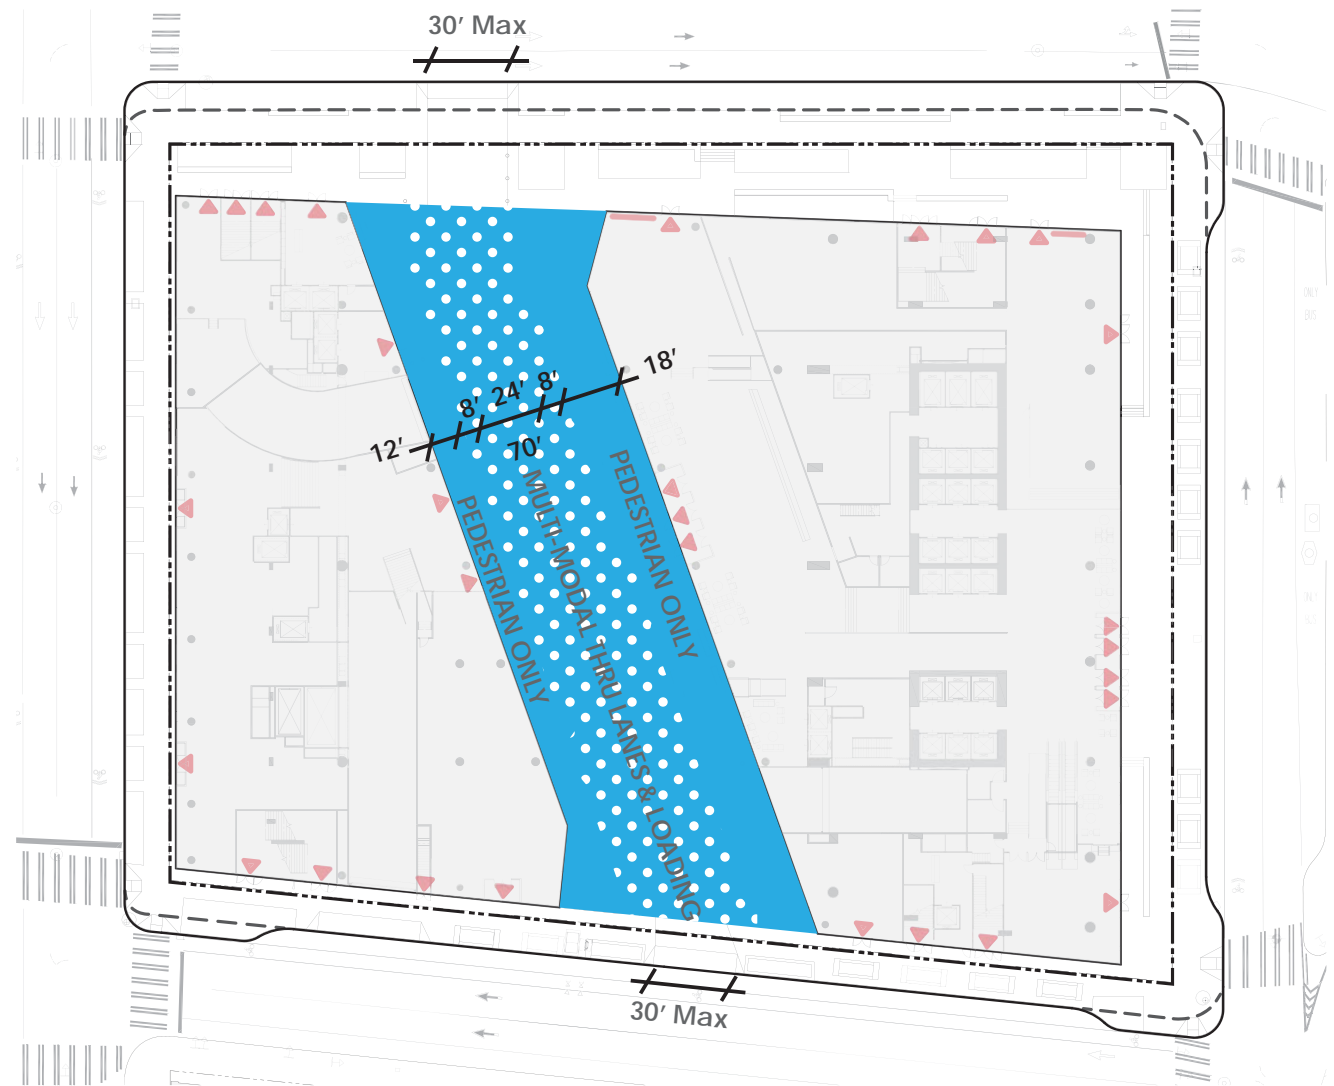 30′ Max
18′
8′
24′
8′
12′
70′
PEDESTRIAN ONLY
MULTI-MODAL THRU LANES & LOADING
PEDESTRIAN ONLY
30′ Max